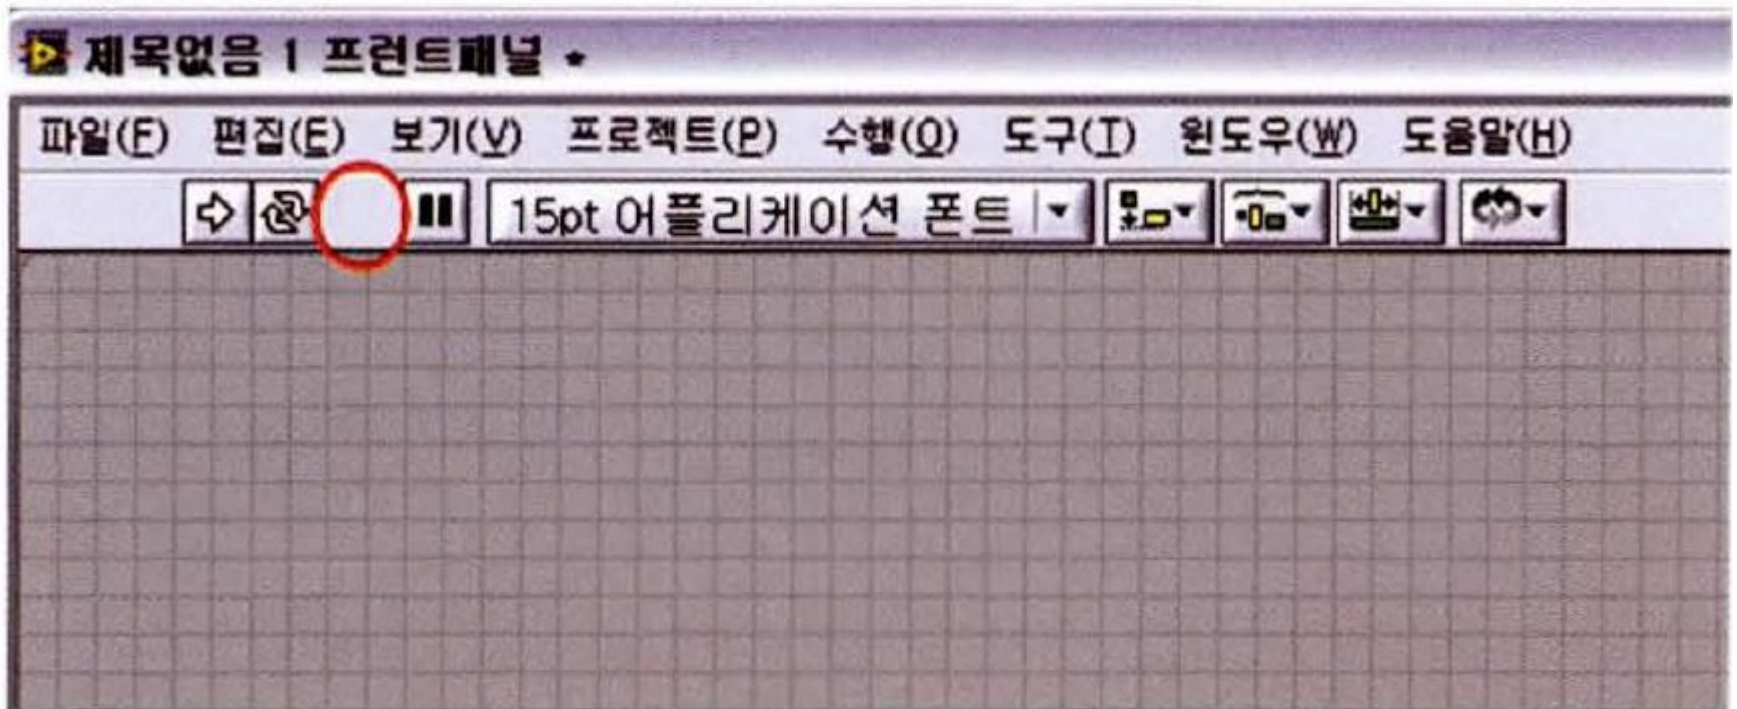 제목없음 1 프런트패널 *
파일(F) 편집(E) 보기(V) 프로젝트(P) 수행(O) 도구(T) 윈도우(W) 도움말(H)
15pt 어플리케이션 폰트